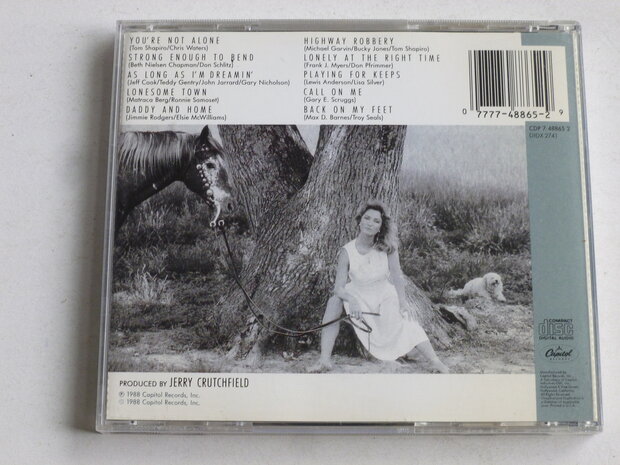 YOU'RE NOT ALONE
(Tom Shapiro/Chris Waters)
STRONG ENOUGH TO BEND
(Beth Nielsen Chapman/Don Schlitz)
AS LONG AS I'M DREAMIN'
(Jeff Cook/Teddy Gentry/John Jarrard/Gary Nicholson)
LONESOME TOWN
(Matraca Berg/Ronnie Samoset)
DADDY AND HOME
(Jimmie Rodgers/Elsie McWilliams)
HIGHWAY ROBBERY
(Michael Garvin/Bucky Jones/Tom Shapiro)
LONELY AT THE RIGHT TIME
(Frank J. Myers/Don Pfrimmer)
PLAYING FOR KEEPS
(Lewis Anderson/Lisa Silver)
CALL ON ME
(Gary E. Scruggs)
BACK ON MY FEET
(Max D. Barnes/Troy Seals)
0 7777-48865-2 9
CDP 7 48865 2
(DIDX 274)
COMPACT
disc
DIGITAL AUDIO
Capitol
PRODUCED BY JERRY CRUTCHFIELD
℗ 1988 Capitol Records, Inc.
© 1988 Capitol Records, Inc.